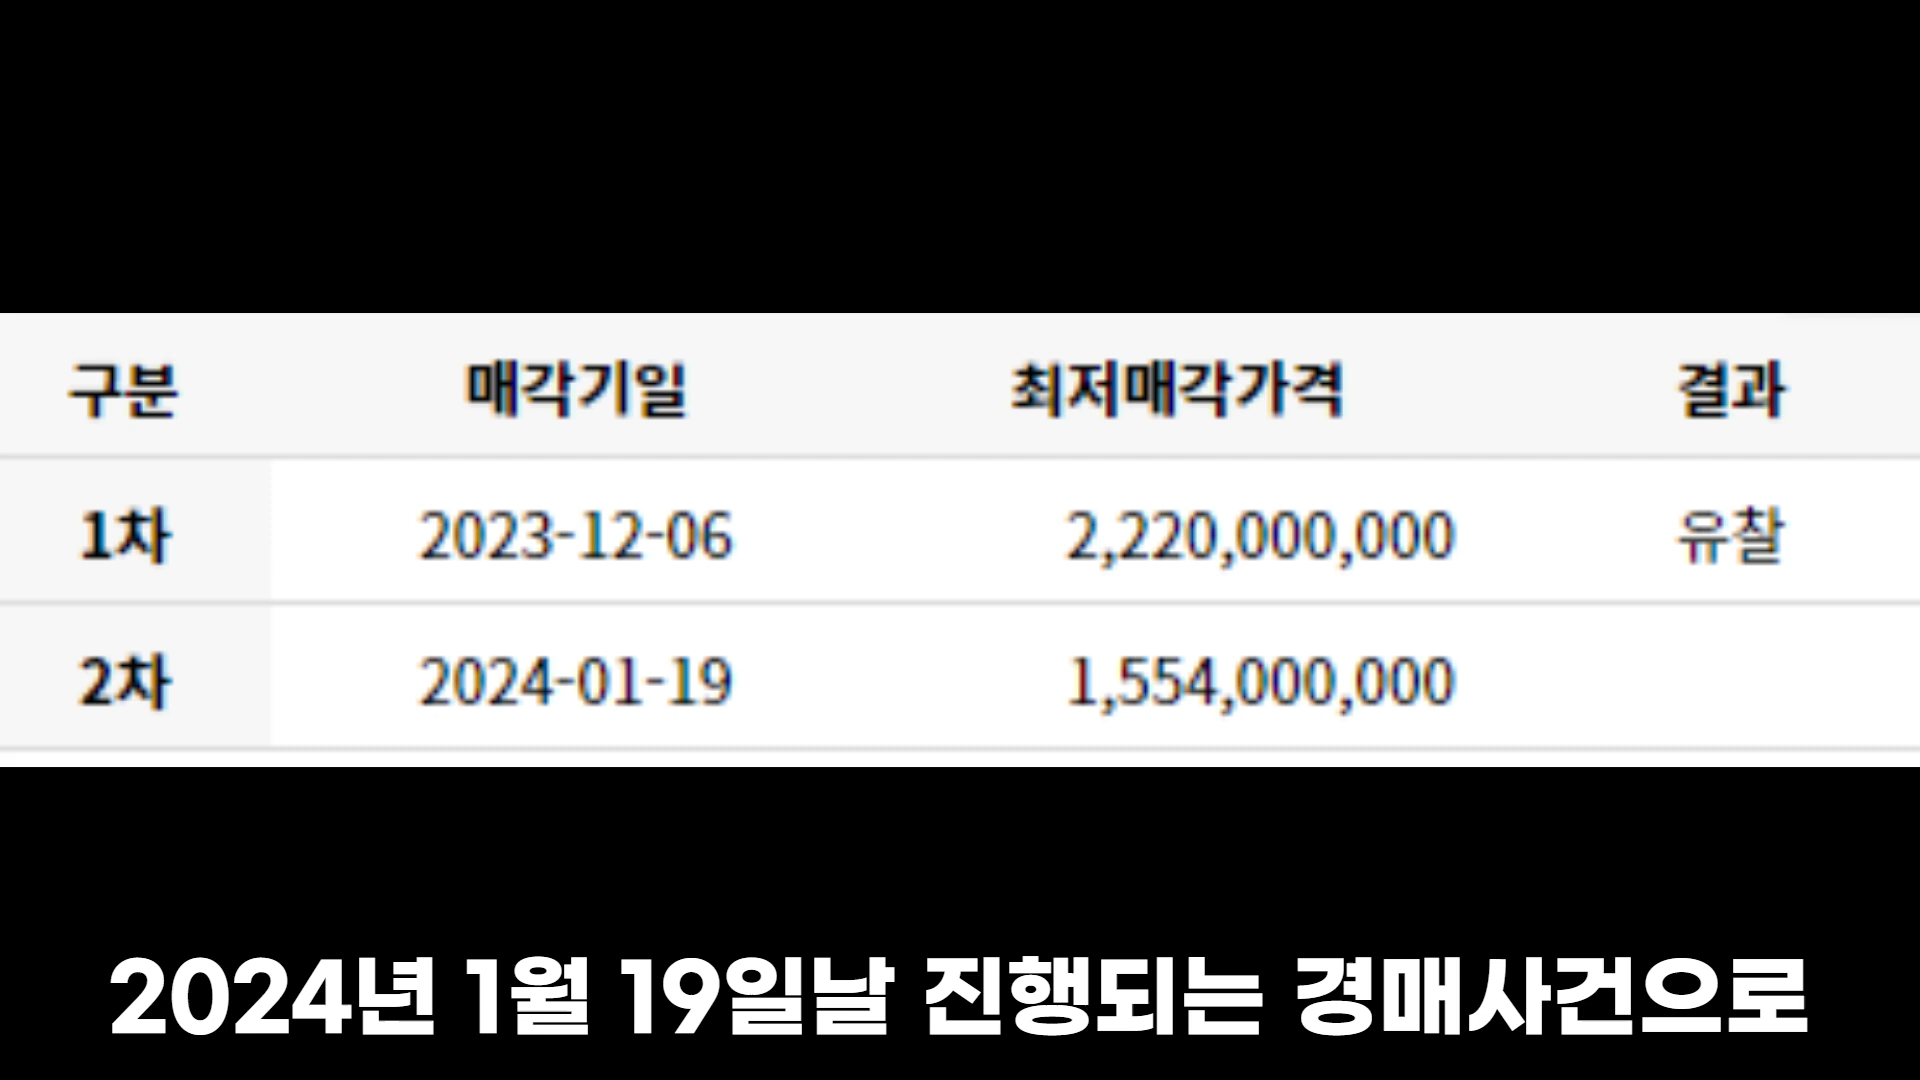 구분 매각기일 최저매각가격 결과
1차 2023-12-06 2,220,000,000 유찰
2차 2024-01-19 1,554,000,000
2024년 1월 19일날 진행되는 경매사건으로